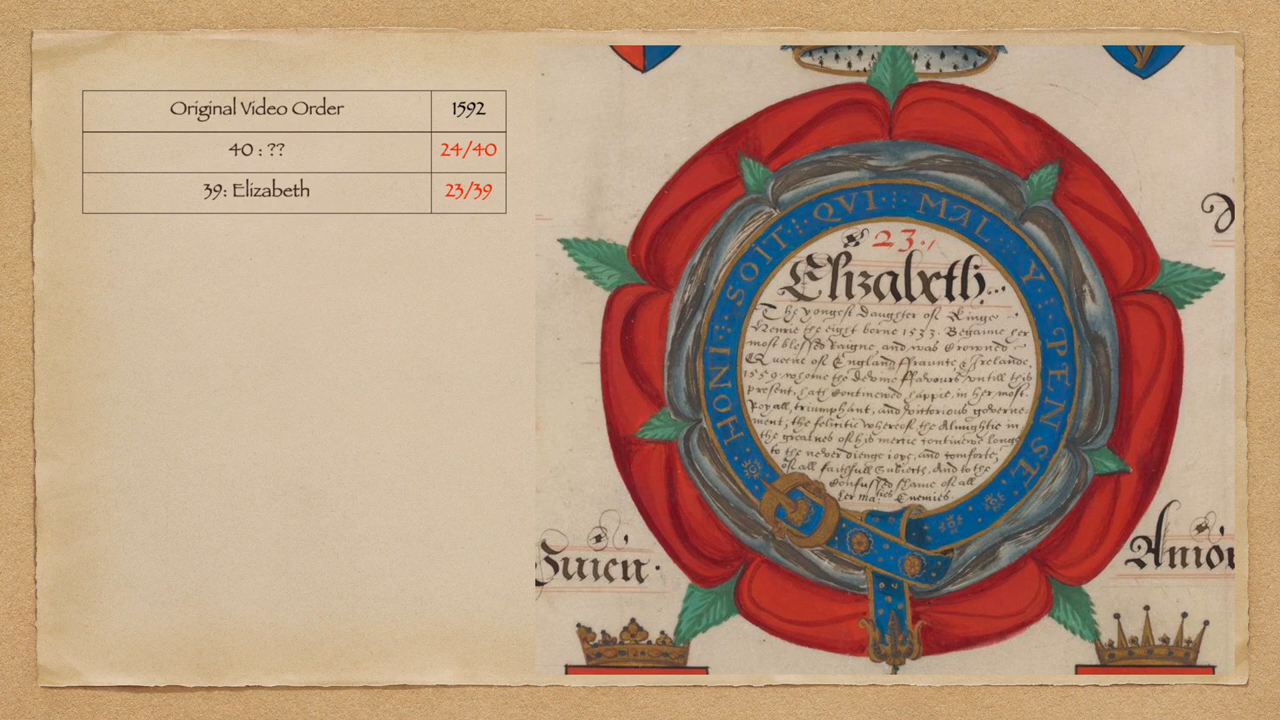 Original Video Order 1592
40 : ?? 24/40
39: Elizabeth 23/39
HONI : SOIT : QVI : MAL : Y : PENSE
23
Elizabeth
The yongest daughter of Kinge
Henrie the eight borne 1533. Beganne her
most blessed Raigne, and was Crowned
Queene of England ffraunce & Irelande,
1559 whome the devine ffavoure untill this
present, hath continewed happie, in her most
Royall, triumphant, and victorious governe-
ment, the felicitie whereof, the Almightie in
the greatnes of his mercie continewe longe
to the never dienge ioye, and comforte,
of all faithfull Subiects, And to the
Confused shame of all
her maties Enemies